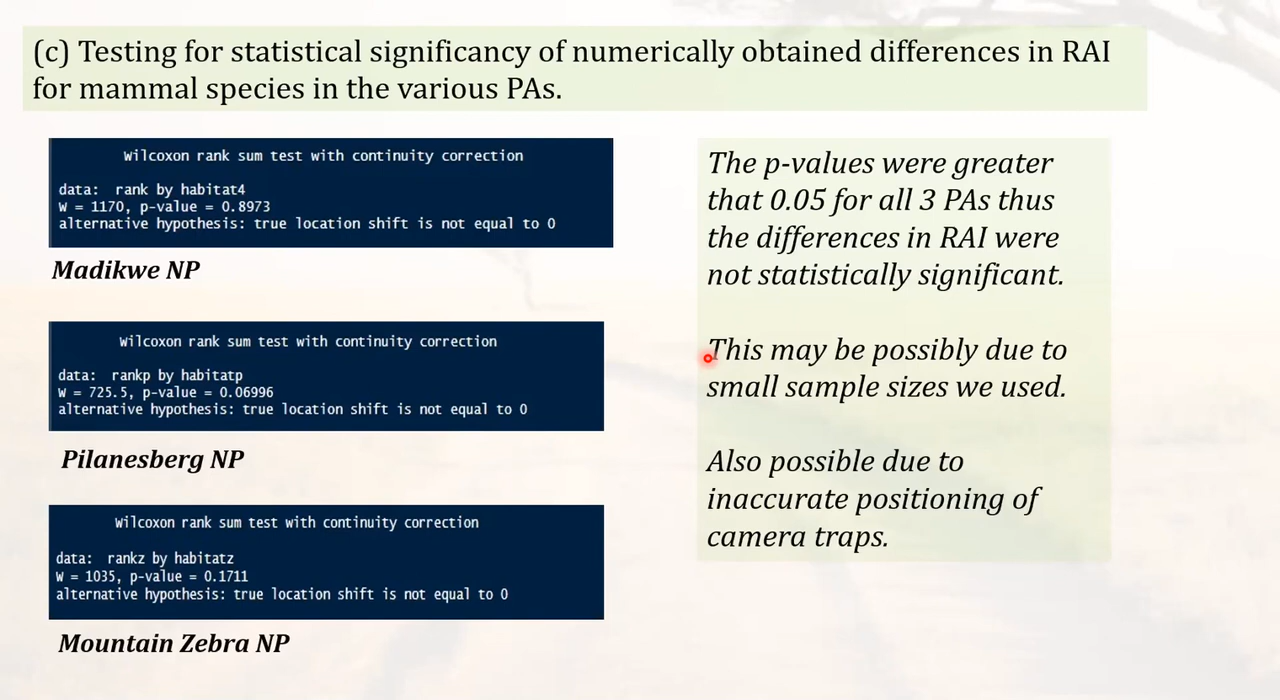 (c) Testing for statistical significancy of numerically obtained differences in RAI
for mammal species in the various PAs.
Wilcoxon rank sum test with continuity correction
data:  rank by habitat4
W = 1170, p-value = 0.8973
alternative hypothesis: true location shift is not equal to 0
Madikwe NP
Wilcoxon rank sum test with continuity correction
data:  rankp by habitatp
W = 725.5, p-value = 0.06996
alternative hypothesis: true location shift is not equal to 0
Pilanesberg NP
Wilcoxon rank sum test with continuity correction
data:  rankz by habitatz
W = 1035, p-value = 0.1711
alternative hypothesis: true location shift is not equal to 0
Mountain Zebra NP
The p-values were greater
that 0.05 for all 3 PAs thus
the differences in RAI were
not statistically significant.
This may be possibly due to
small sample sizes we used.
Also possible due to
inaccurate positioning of
camera traps.